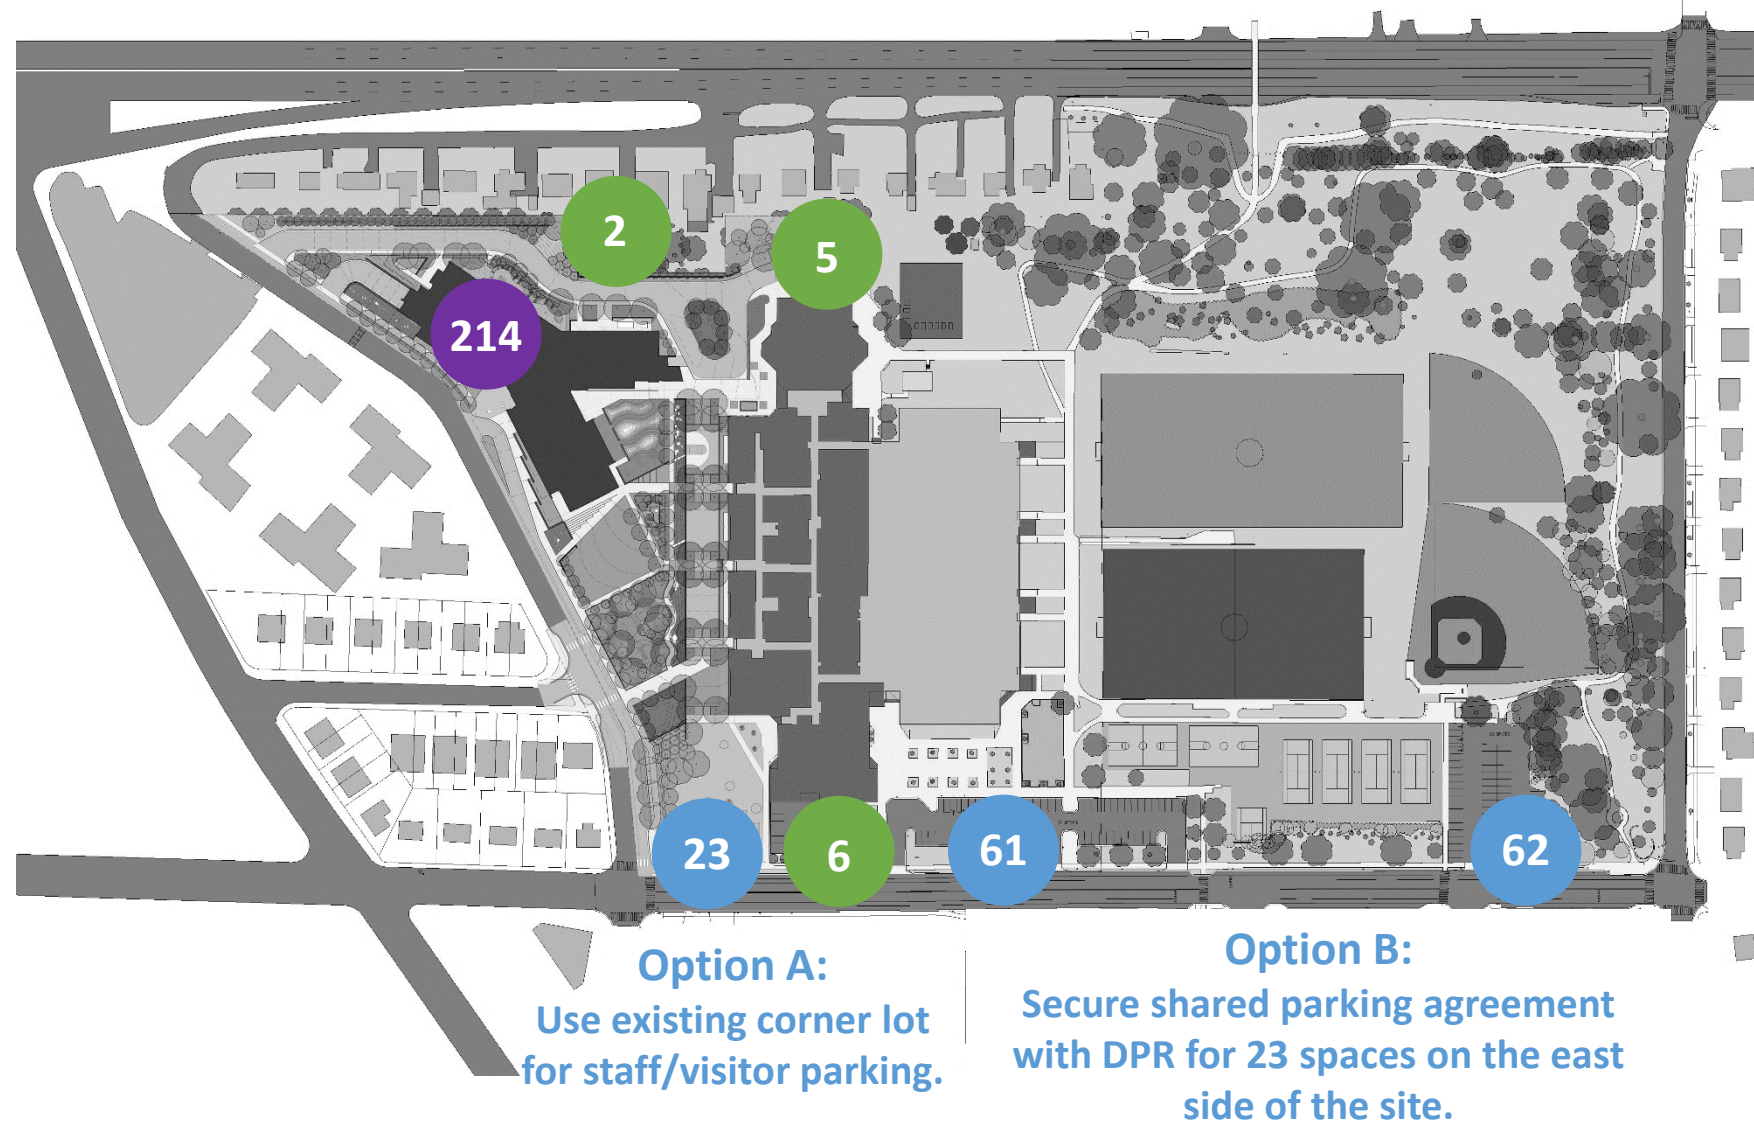 2
5
214
23
6
61
62
Option A:
Use existing corner lot
for staff/visitor parking.
Option B:
Secure shared parking agreement
with DPR for 23 spaces on the east
side of the site.